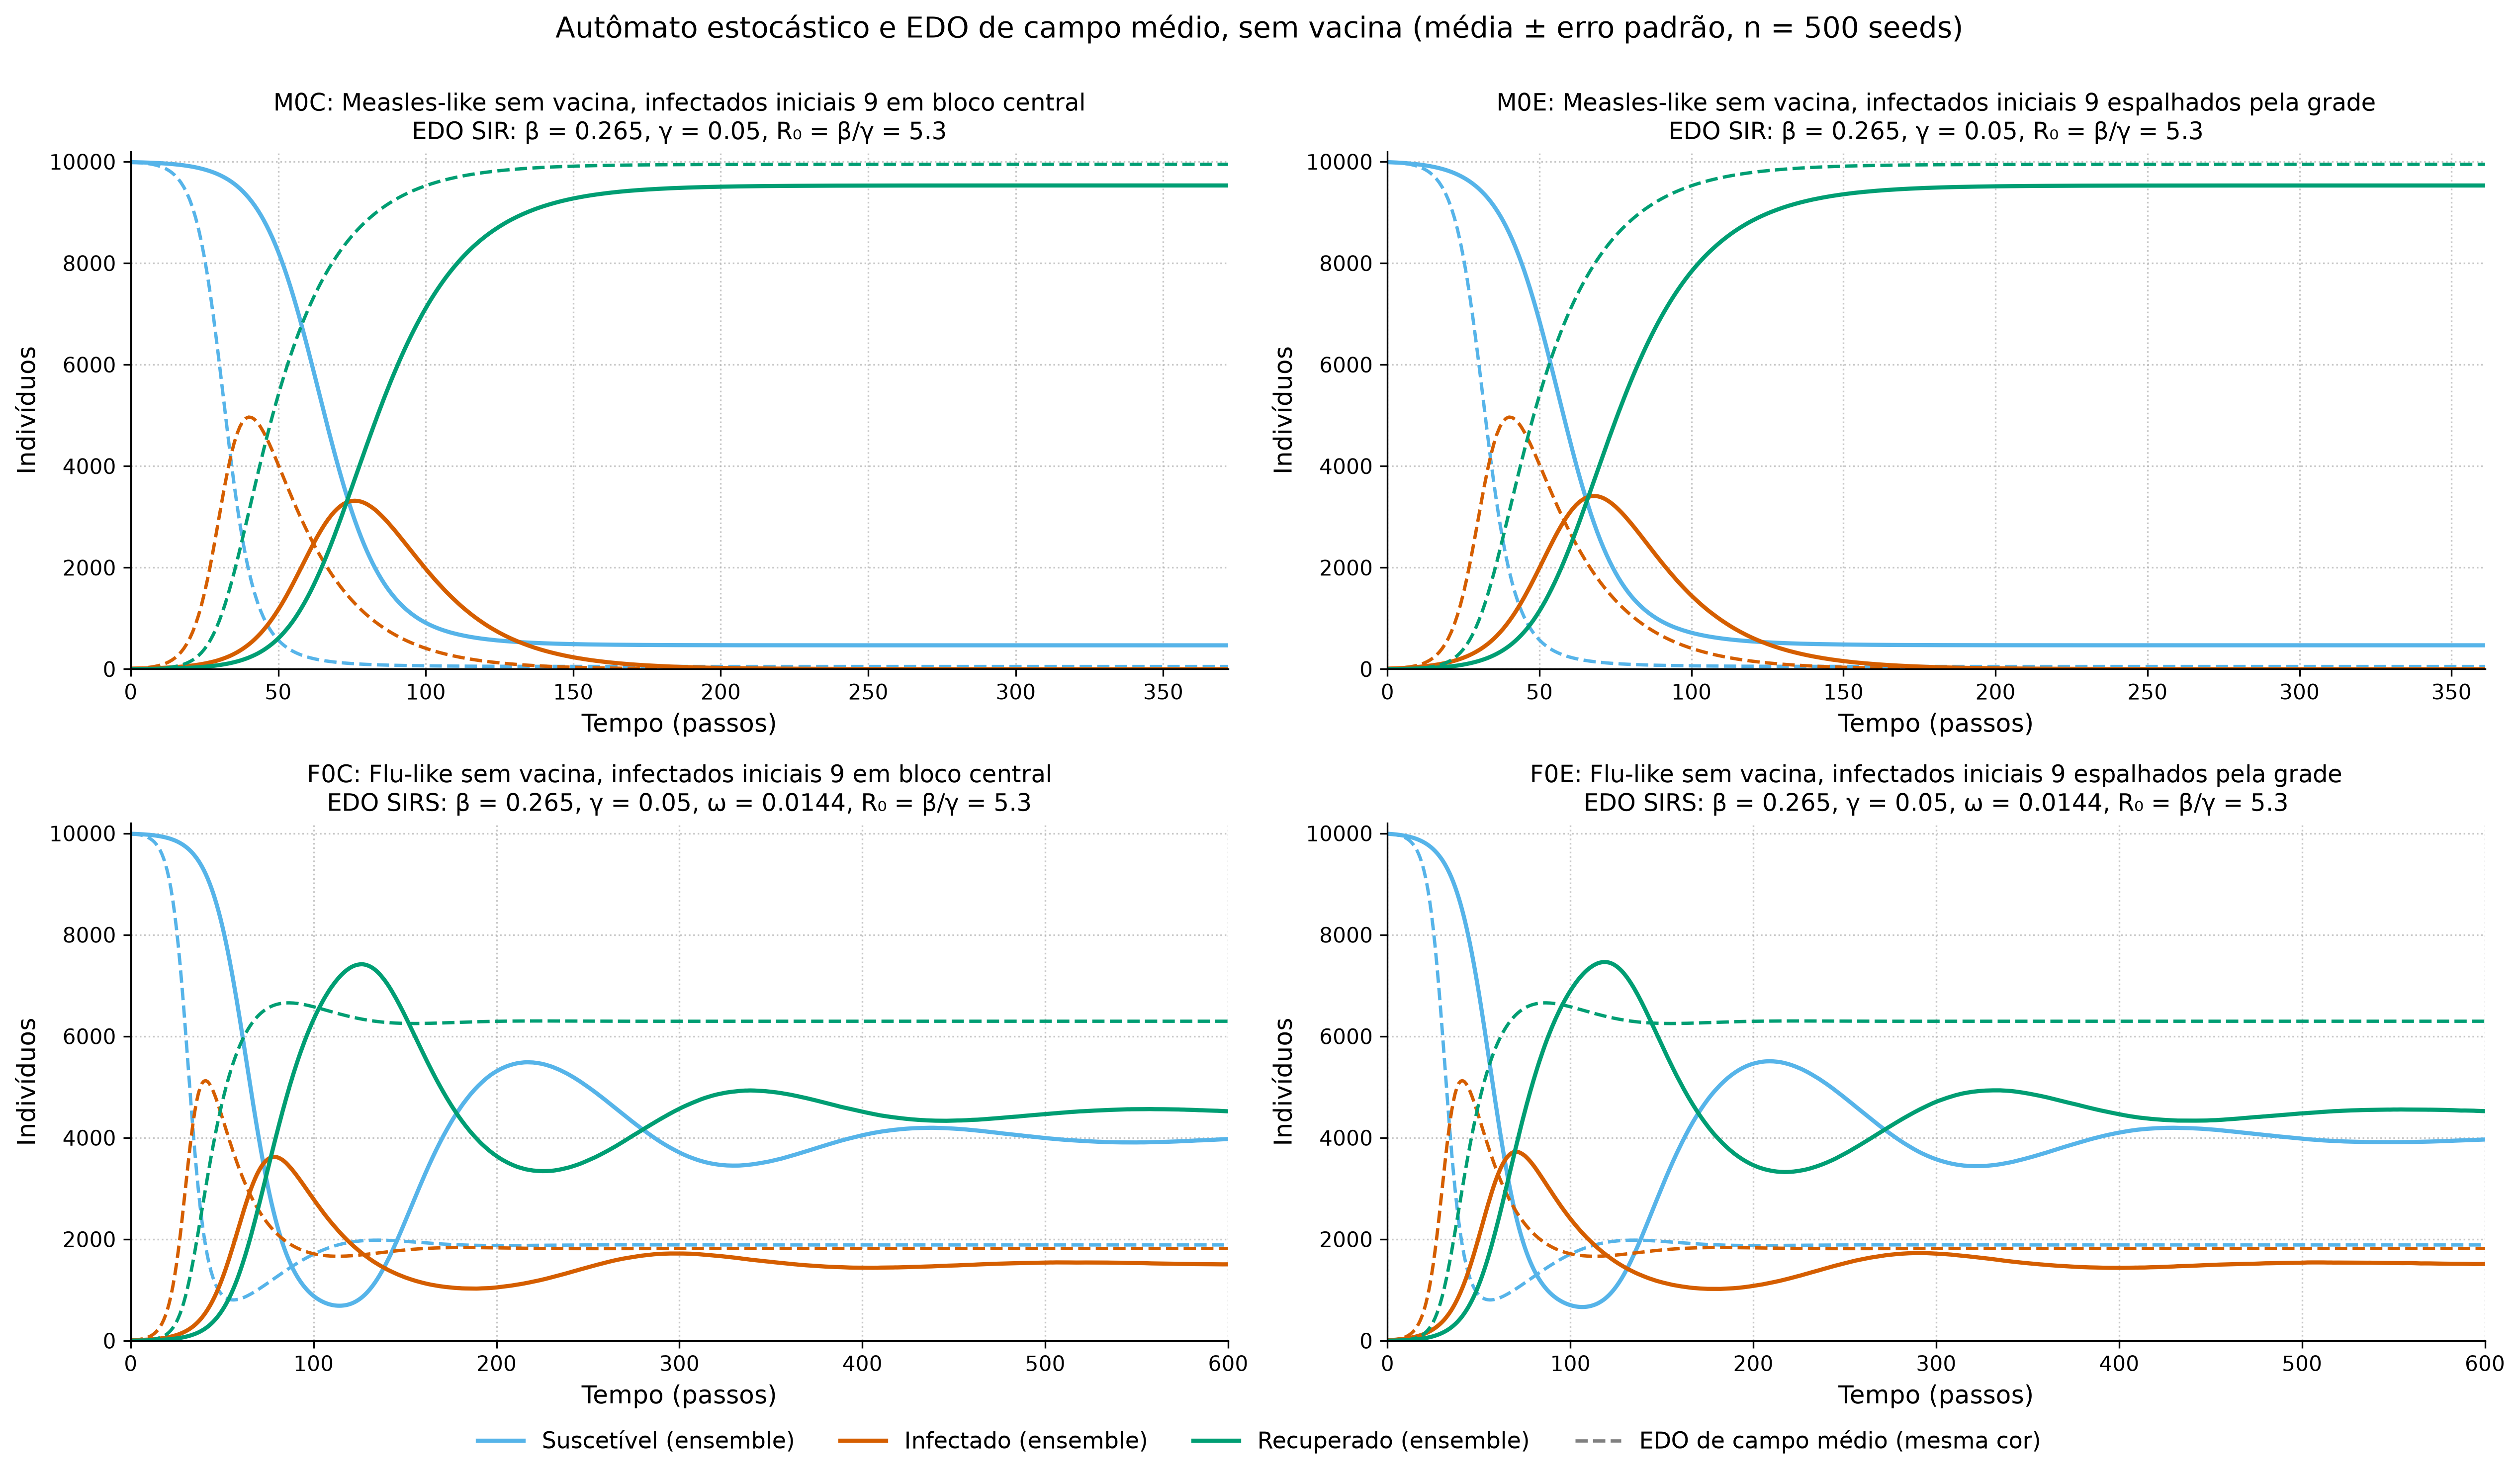 Autômato estocástico e EDO de campo médio, sem vacina (média ± erro padrão, n = 500 seeds)
M0C: Measles-like sem vacina, infectados iniciais 9 em bloco central
EDO SIR: β = 0.265, γ = 0.05, R₀ = β/γ = 5.3
Indivíduos
10000
8000
6000
4000
2000
0
0 50 100 150 200 250 300 350
Tempo (passos)
M0E: Measles-like sem vacina, infectados iniciais 9 espalhados pela grade
EDO SIR: β = 0.265, γ = 0.05, R₀ = β/γ = 5.3
Indivíduos
10000
8000
6000
4000
2000
0
0 50 100 150 200 250 300 350
Tempo (passos)
F0C: Flu-like sem vacina, infectados iniciais 9 em bloco central
EDO SIRS: β = 0.265, γ = 0.05, ω = 0.0144, R₀ = β/γ = 5.3
Indivíduos
10000
8000
6000
4000
2000
0
0 100 200 300 400 500 600
Tempo (passos)
F0E: Flu-like sem vacina, infectados iniciais 9 espalhados pela grade
EDO SIRS: β = 0.265, γ = 0.05, ω = 0.0144, R₀ = β/γ = 5.3
Indivíduos
10000
8000
6000
4000
2000
0
0 100 200 300 400 500 600
Tempo (passos)
Suscetível (ensemble) Infectado (ensemble) Recuperado (ensemble) EDO de campo médio (mesma cor)